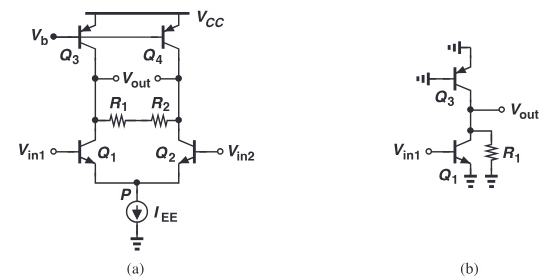 V_CC
V_b
Q_3
Q_4
V_out
R_1
R_2
V_in1
Q_1
Q_2
V_in2
P
I_EE
(a)
Q_3
V_out
V_in1
Q_1
R_1
(b)